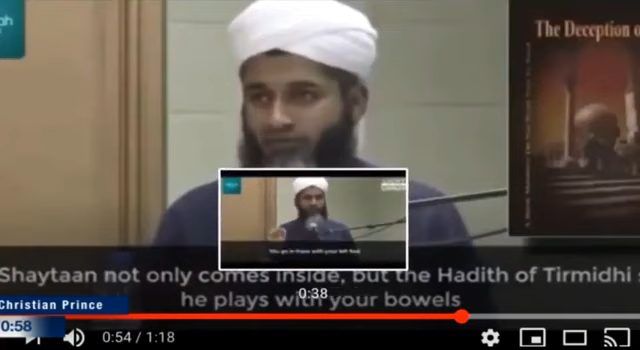 ah
The Deception o
You go in there with your left foot
Shaytaan not only comes inside, but the Hadith of Tirmidhi s
he plays with your bowels
0:38
Christian Prince
0:58
0:54 / 1:18